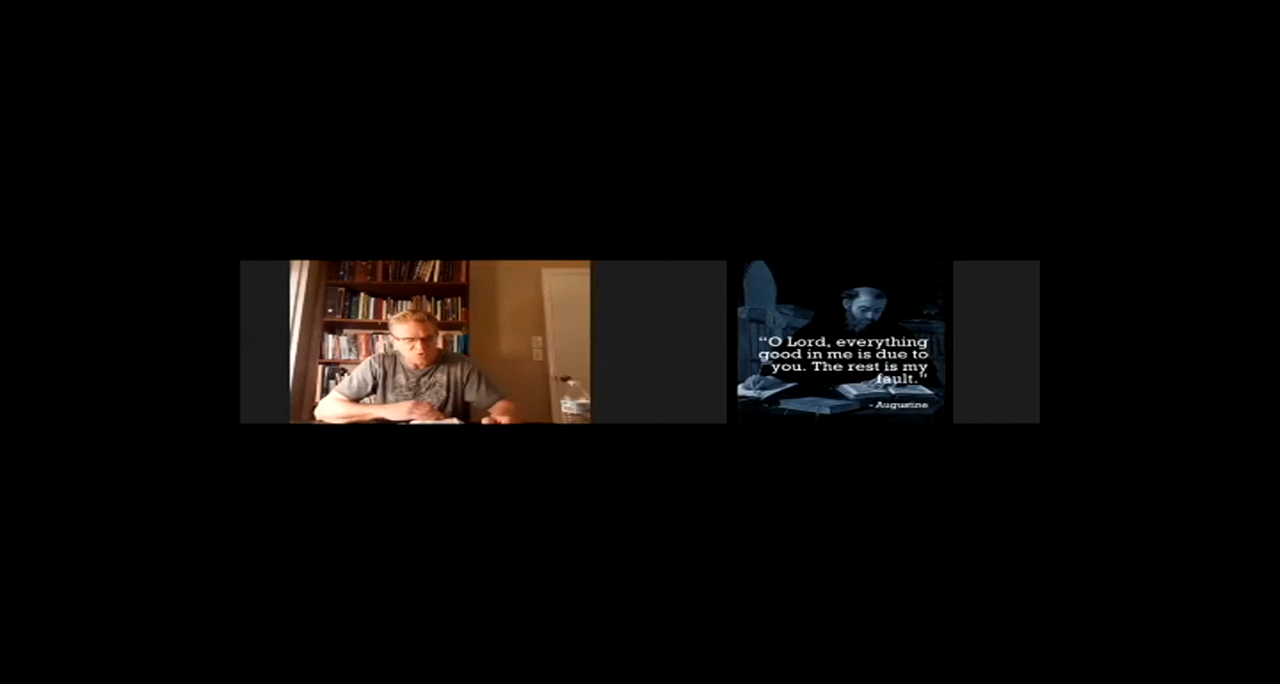 “O Lord, everything
good in me is due to
you. The rest is my
fault.”
- Augustine